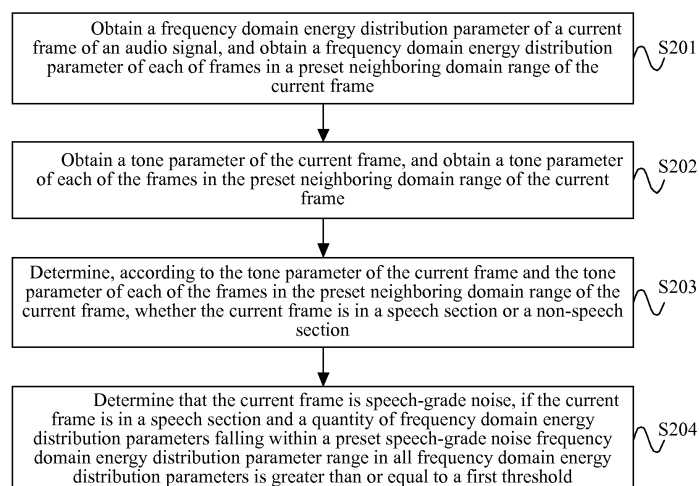 Obtain a frequency domain energy distribution parameter of a current
frame of an audio signal, and obtain a frequency domain energy distribution
parameter of each of frames in a preset neighboring domain range of the
current frame
S201
Obtain a tone parameter of the current frame, and obtain a tone parameter
of each of the frames in the preset neighboring domain range of the current
frame
S202
Determine, according to the tone parameter of the current frame and the tone
parameter of each of the frames in the preset neighboring domain range of the
current frame, whether the current frame is in a speech section or a non-speech
section
S203
Determine that the current frame is speech-grade noise, if the current
frame is in a speech section and a quantity of frequency domain energy
distribution parameters falling within a preset speech-grade noise frequency
domain energy distribution parameter range in all frequency domain energy
distribution parameters is greater than or equal to a first threshold
S204